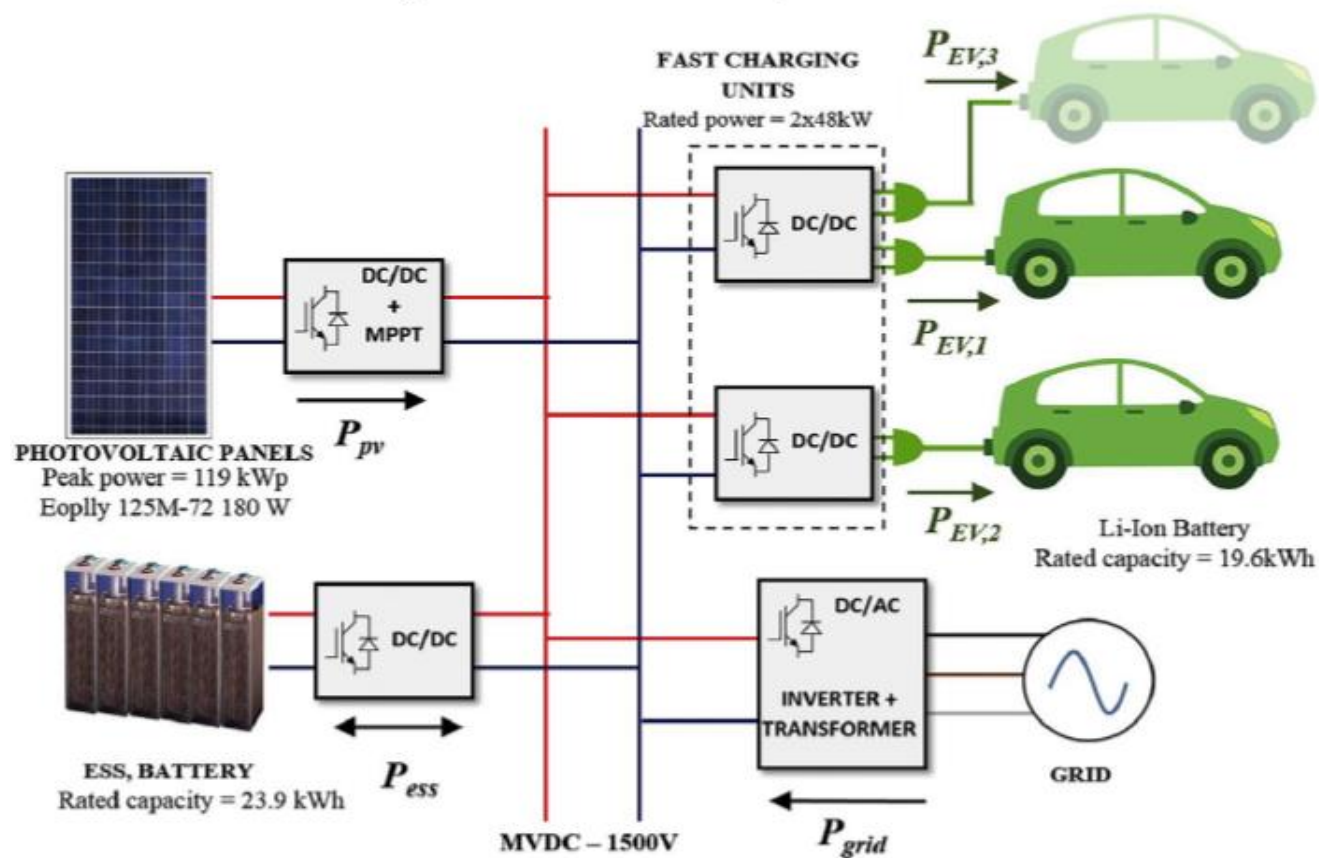 P_EV,3
FAST CHARGING
UNITS
Rated power = 2x48kW
DC/DC
DC/DC
+
MPPT
P_EV,1
P_pv
DC/DC
PHOTOVOLTAIC PANELS
Peak power = 119 kWp
Eoplly 125M-72 180 W
P_EV,2
Li-Ion Battery
Rated capacity = 19.6kWh
DC/AC
INVERTER +
TRANSFORMER
DC/DC
GRID
ESS, BATTERY
Rated capacity = 23.9 kWh
P_ess
P_grid
MVDC – 1500V